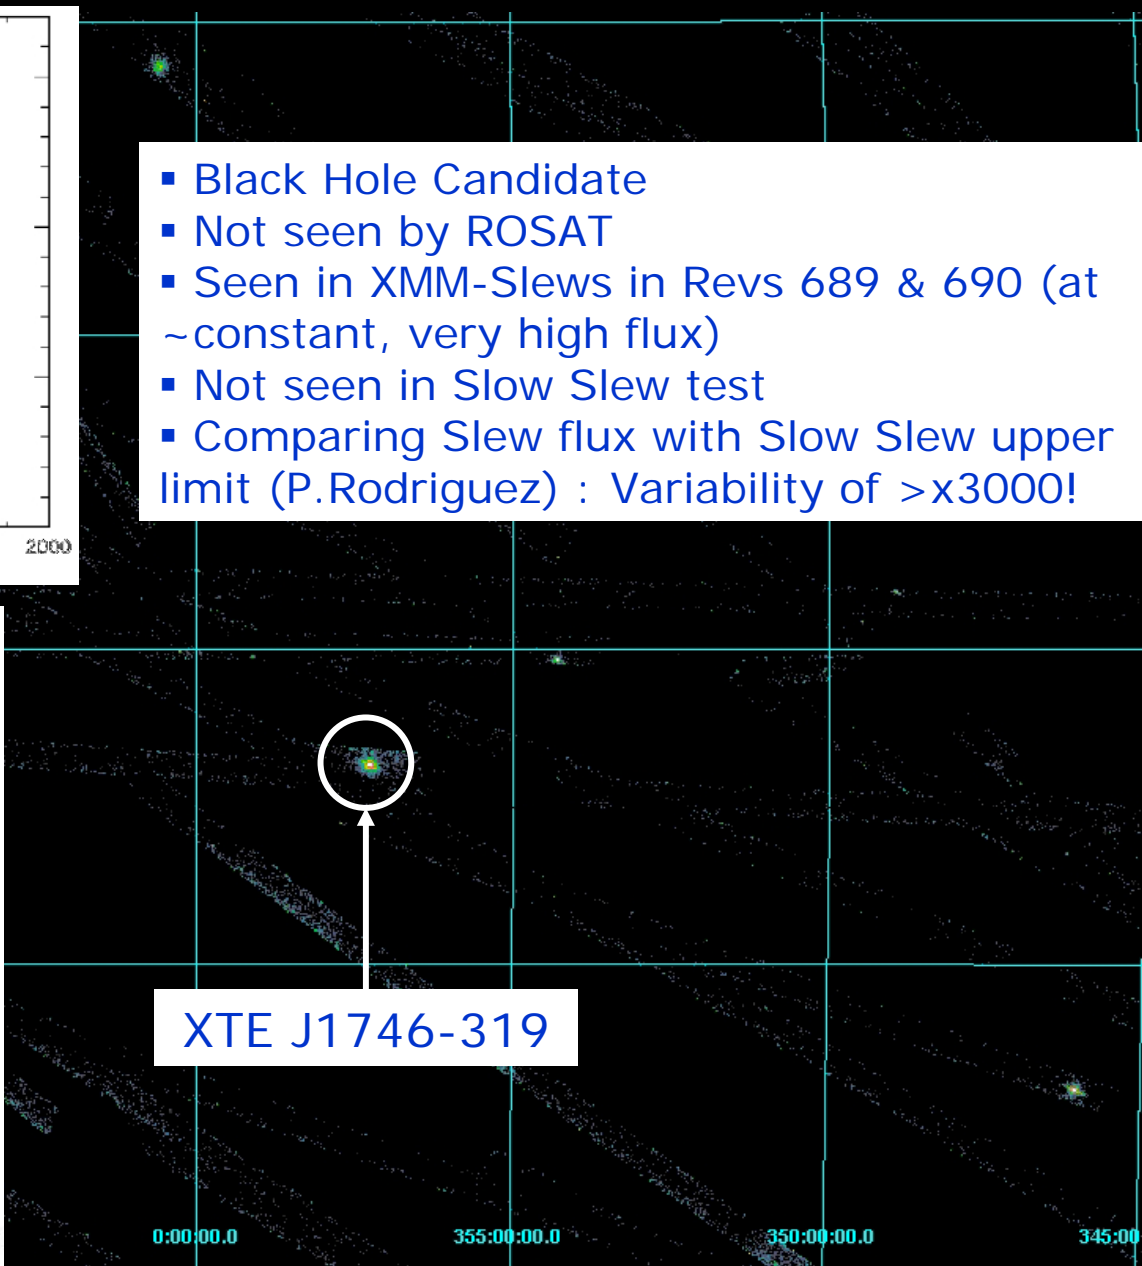 ▪ Black Hole Candidate
▪ Not seen by ROSAT
▪ Seen in XMM-Slews in Revs 689 & 690 (at
~constant, very high flux)
▪ Not seen in Slow Slew test
▪ Comparing Slew flux with Slow Slew upper
limit (P.Rodriguez) : Variability of >x3000!
2000
XTE J1746-319
0:00:00.0
355:00:00.0
350:00:00.0
345:00